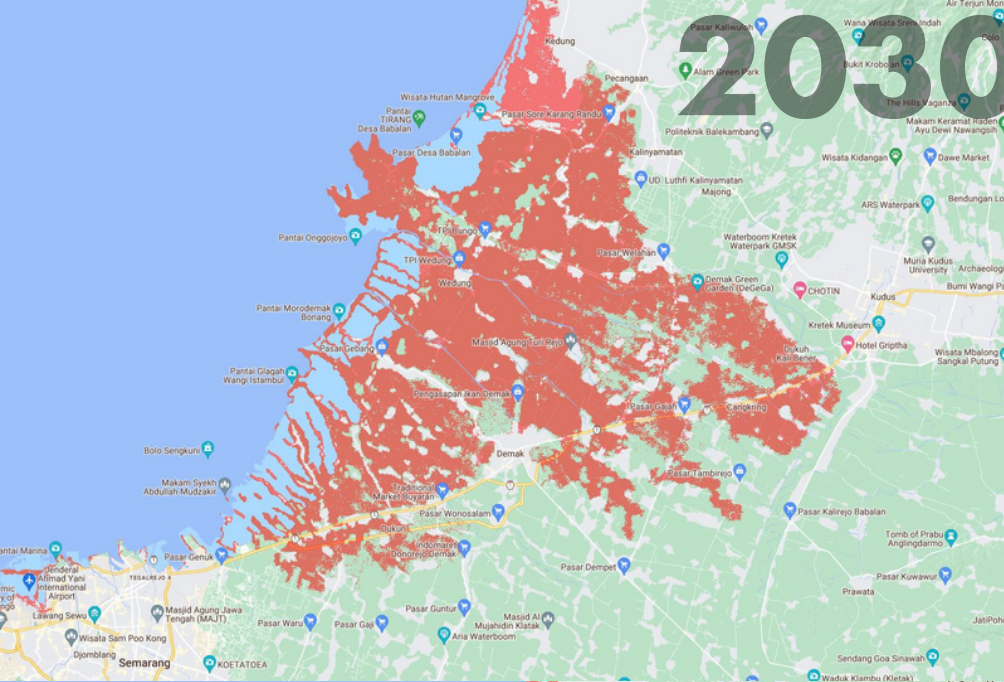 2030
Air Terjun Mon
Pasar Kaliwuloh
Wana Wisata Sreni Indah
Colo
Kedung
Bukit Krobokan
Alam Green Park
Pecangaan
Wisata Hutan Mangrove
Pantai
TIRANG
Desa Babalan
Pasar Sore Karang Randu
The Hills Vaganza
Makam Keramat Raden
Ayu Dewi Nawangsih
Politeknik Balekambang
Pasar Desa Babalan
Kalinyamatan
Wisata Kidangan
Dawe Market
UD. Luthfi Kalinyamatan
Majong
ARS Waterpark
Bendungan Lo
Pantai Onggojoyo
TPI Bungo
Waterboom Kretek
Waterpark GMSK
Pasar Welahan
TPI Wedung
Muria Kudus
University
Archaeolog
Wedung
Demak Green
Garden (DeGeGa)
CHOTIN
Bumi Wangi P
Kudus
Pantai Morodemak
Bonang
Kretek Museum
Masjid Agung Turi Rejo
Hotel Griptha
Pasar Gebang
Dukuh
Kali Bener
Wisata Mbalong
Sangkal Putung
Pantai Glagah
Wangi Istambul
Pengasapan ikan Demak
Pasar Gajah
Cangkring
Bolo Sengkuni
Demak
Pasar Tambirejo
Makam Syekh
Abdullah Mudzakir
Traditional
Market Buyaran
Pasar Wonosalam
Pasar Kalirejo Babalan
Dukun
Tomb of Prabu
Anglingdarmo
antai Marina
Pasar Genuk
Indomaret
Donorejo Demak
Jenderal
Ahmad Yani
International
Airport
TEGALREJO
Pasar Dempet
Pasar Kuwawur
Prawata
Lawang Sewu
Masjid Agung Jawa
Tengah (MAJT)
Pasar Guntur
Pasar Waru
Pasar Gaji
Masjid Al
Mujahidin Klatak
JatiPoh
Wisata Sam Poo Kong
Aria Waterboom
Djomblang
Semarang
KOETATOEA
Sendang Goa Sinawah
Waduk Klambu (Kletak)